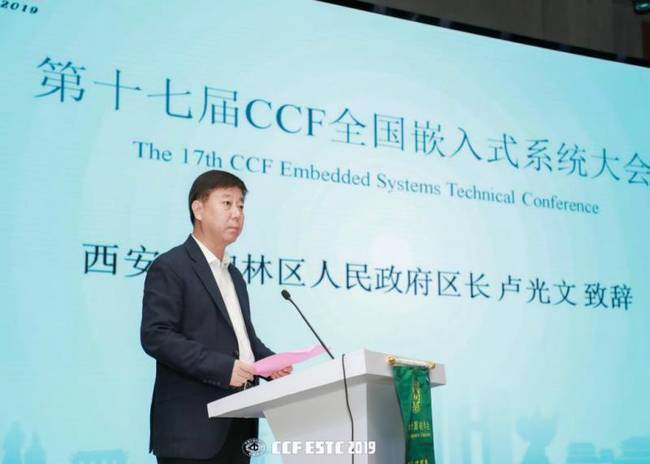 2019
第十七届CCF全国嵌入式系统大会
The 17th CCF Embedded Systems Technical Conference
西安 林区人民政府区长 卢光文 致辞
CCF ESTC 2019